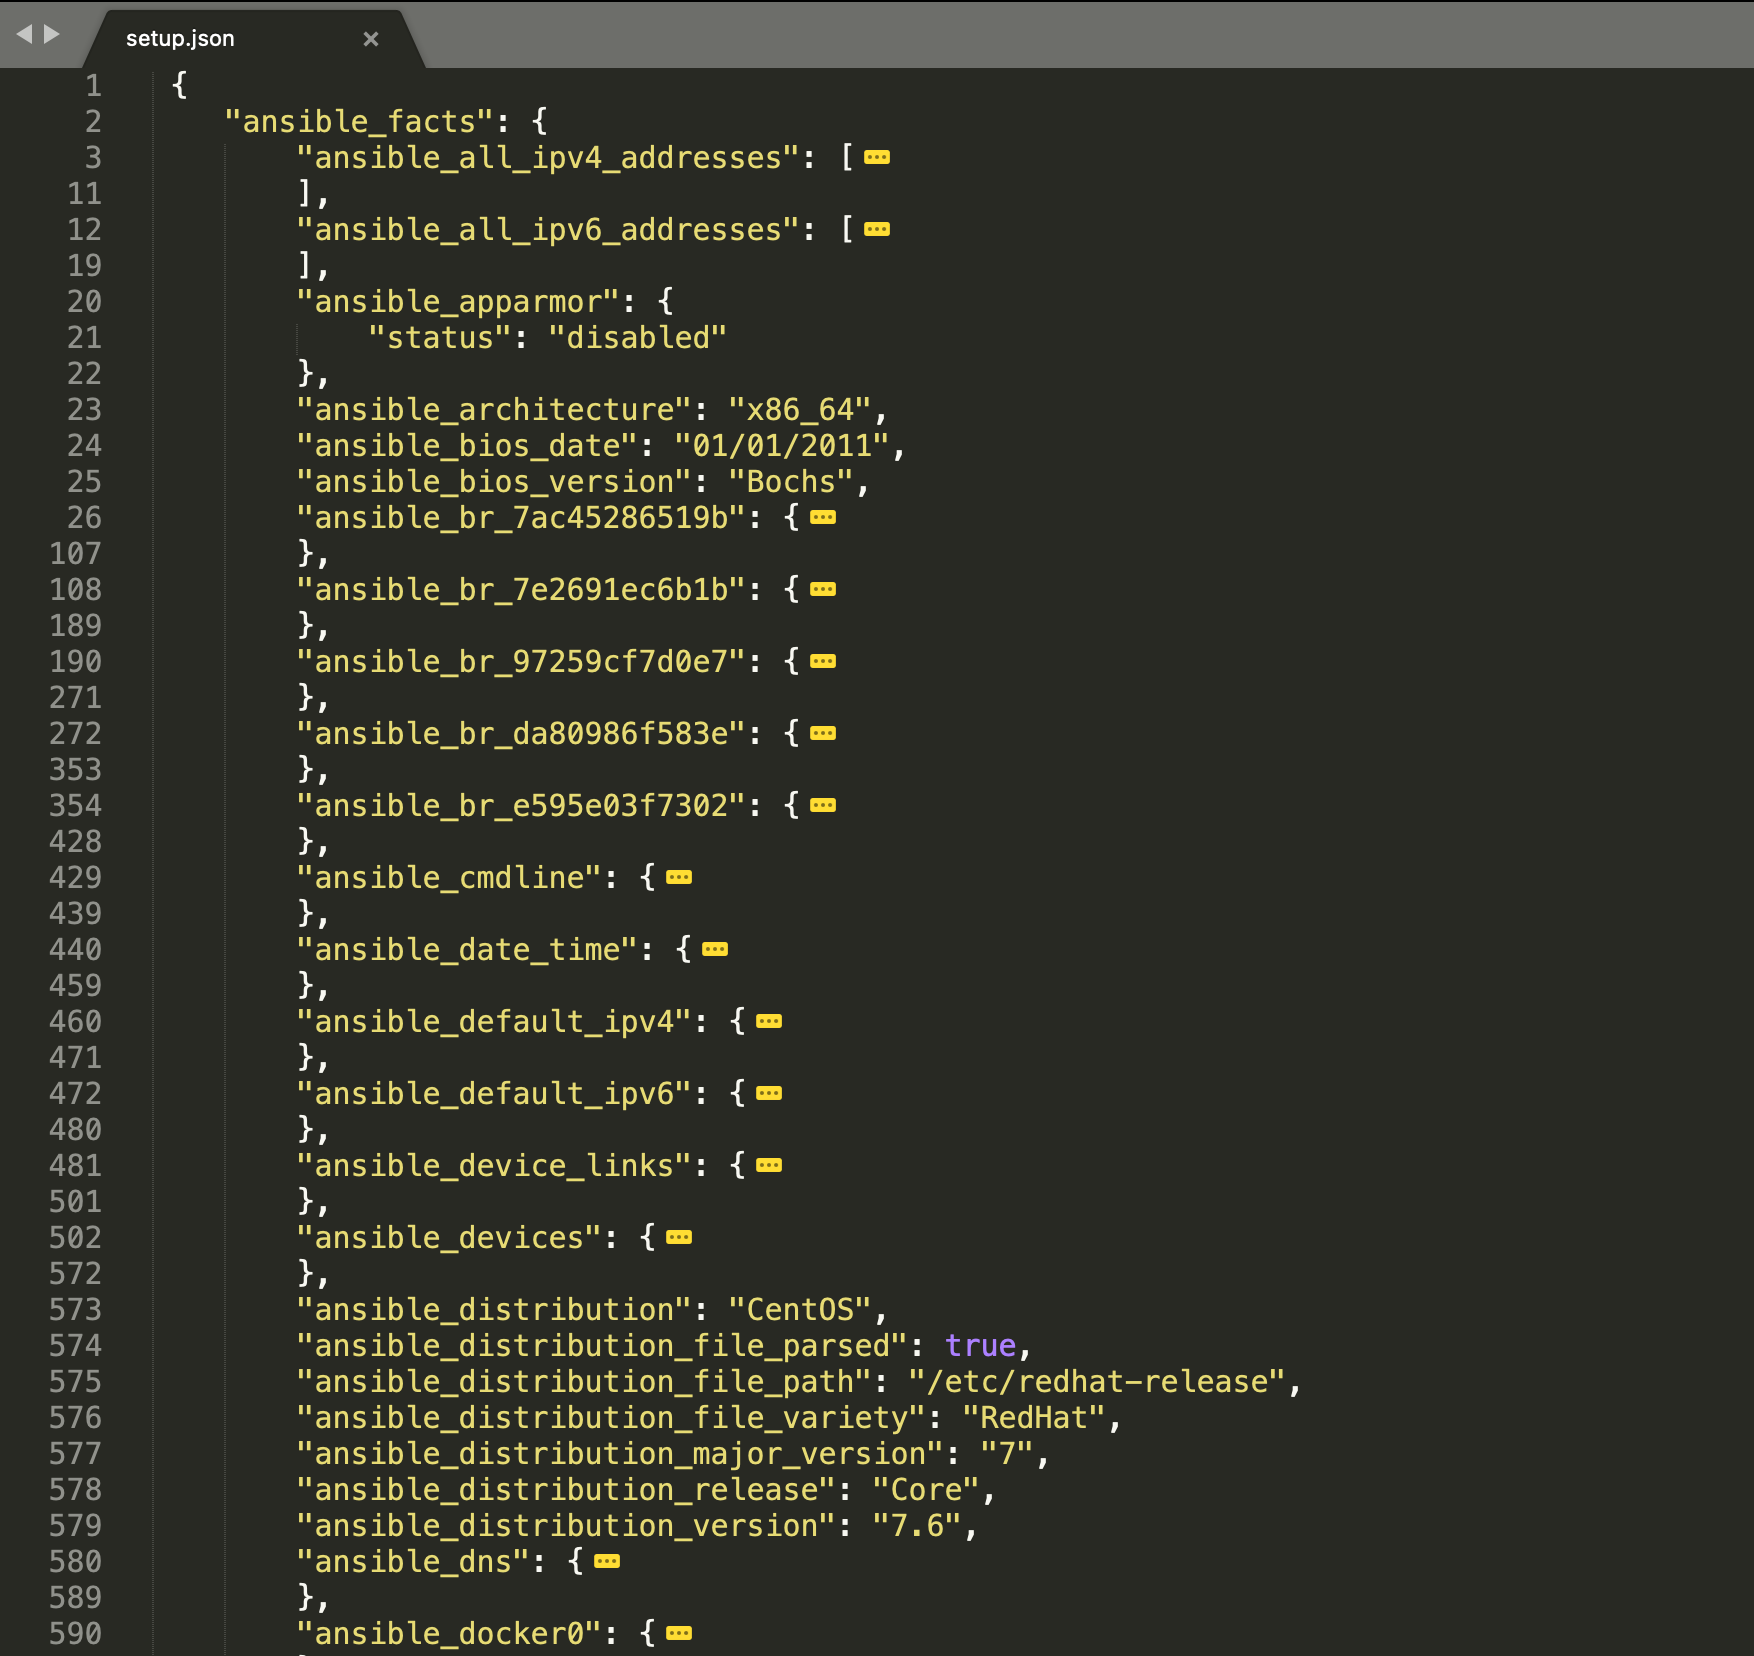 setup.json
1 {
2 "ansible_facts": {
3 "ansible_all_ipv4_addresses": [
11 ],
12 "ansible_all_ipv6_addresses": [
19 ],
20 "ansible_apparmor": {
21 "status": "disabled"
22 },
23 "ansible_architecture": "x86_64",
24 "ansible_bios_date": "01/01/2011",
25 "ansible_bios_version": "Bochs",
26 "ansible_br_7ac45286519b": {
107 },
108 "ansible_br_7e2691ec6b1b": {
189 },
190 "ansible_br_97259cf7d0e7": {
271 },
272 "ansible_br_da80986f583e": {
353 },
354 "ansible_br_e595e03f7302": {
428 },
429 "ansible_cmdline": {
439 },
440 "ansible_date_time": {
459 },
460 "ansible_default_ipv4": {
471 },
472 "ansible_default_ipv6": {
480 },
481 "ansible_device_links": {
501 },
502 "ansible_devices": {
572 },
573 "ansible_distribution": "CentOS",
574 "ansible_distribution_file_parsed": true,
575 "ansible_distribution_file_path": "/etc/redhat-release",
576 "ansible_distribution_file_variety": "RedHat",
577 "ansible_distribution_major_version": "7",
578 "ansible_distribution_release": "Core",
579 "ansible_distribution_version": "7.6",
580 "ansible_dns": {
589 },
590 "ansible_docker0": {